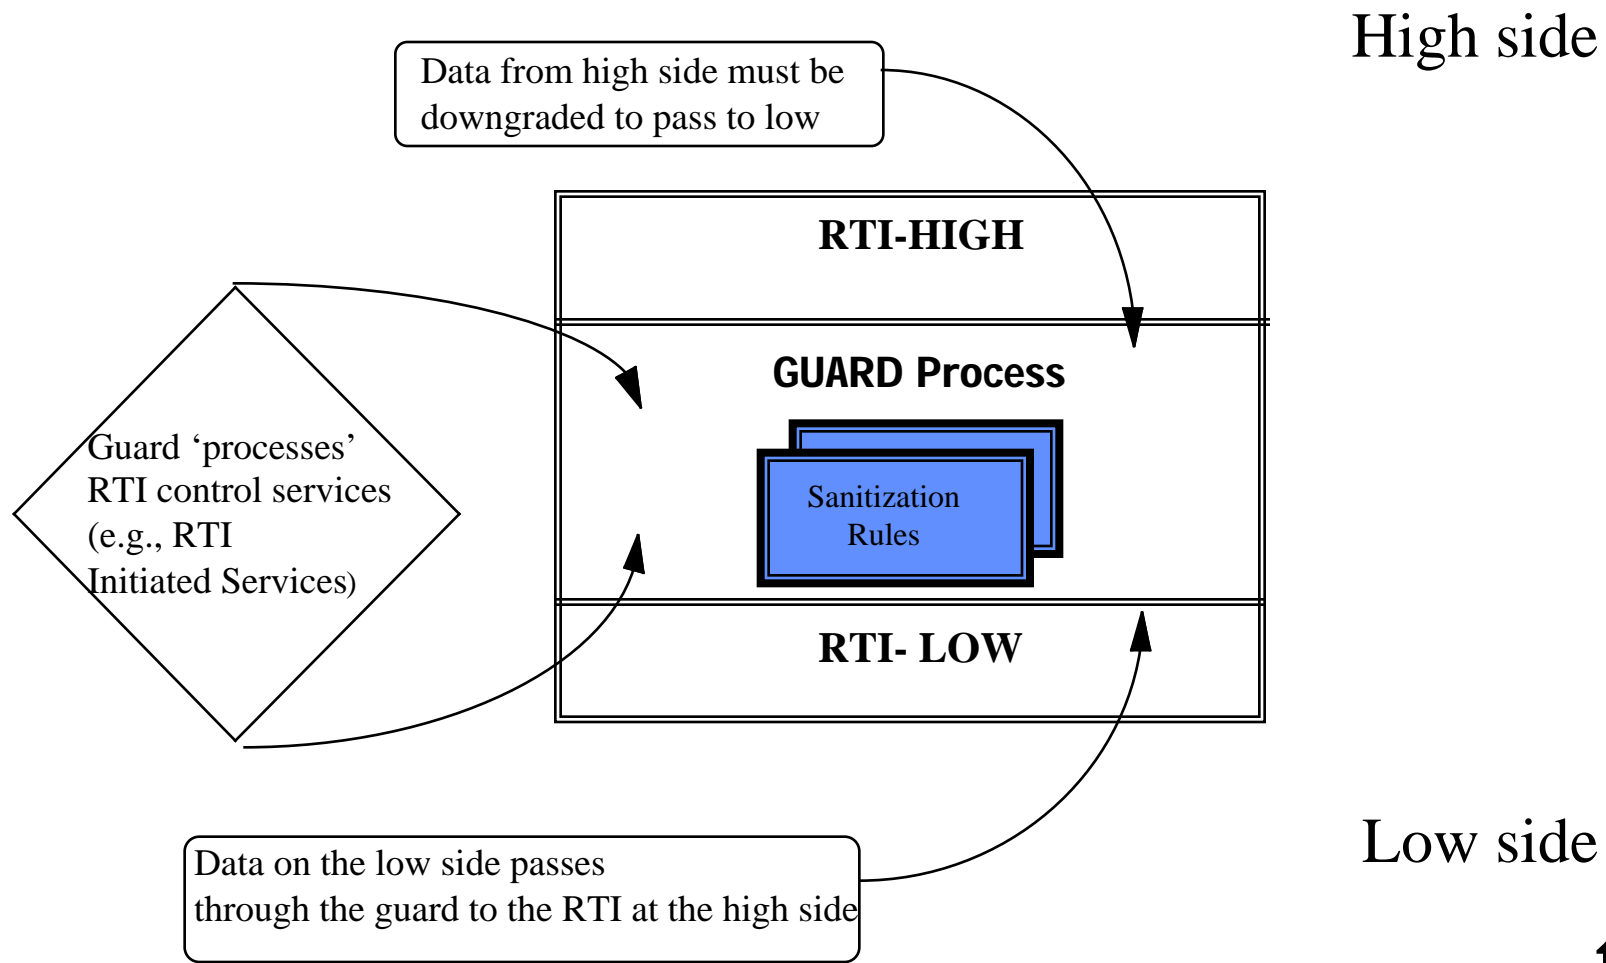 High side
Data from high side must be
downgraded to pass to low
RTI-HIGH
GUARD Process
Guard ‘processes’
RTI control services
(e.g., RTI
Initiated Services)
Sanitization
Rules
RTI- LOW
Low side
Data on the low side passes
through the guard to the RTI at the high side